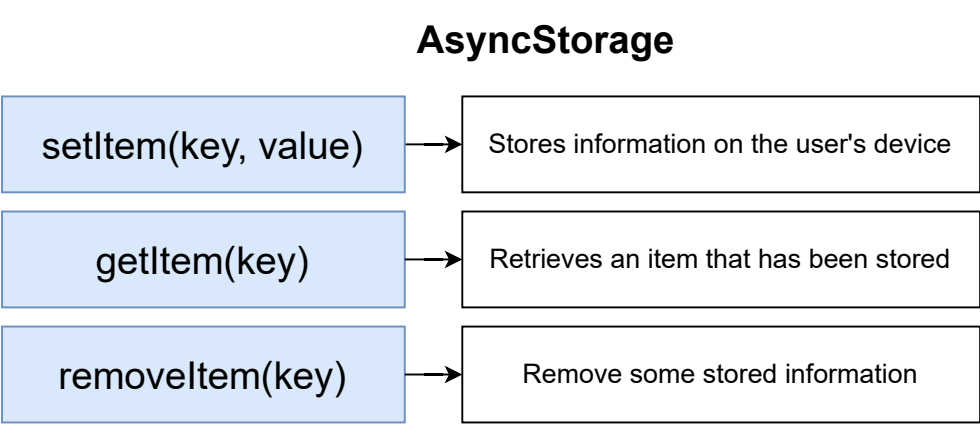 AsyncStorage
setItem(key, value)
Stores information on the user's device
getItem(key)
Retrieves an item that has been stored
removeItem(key)
Remove some stored information